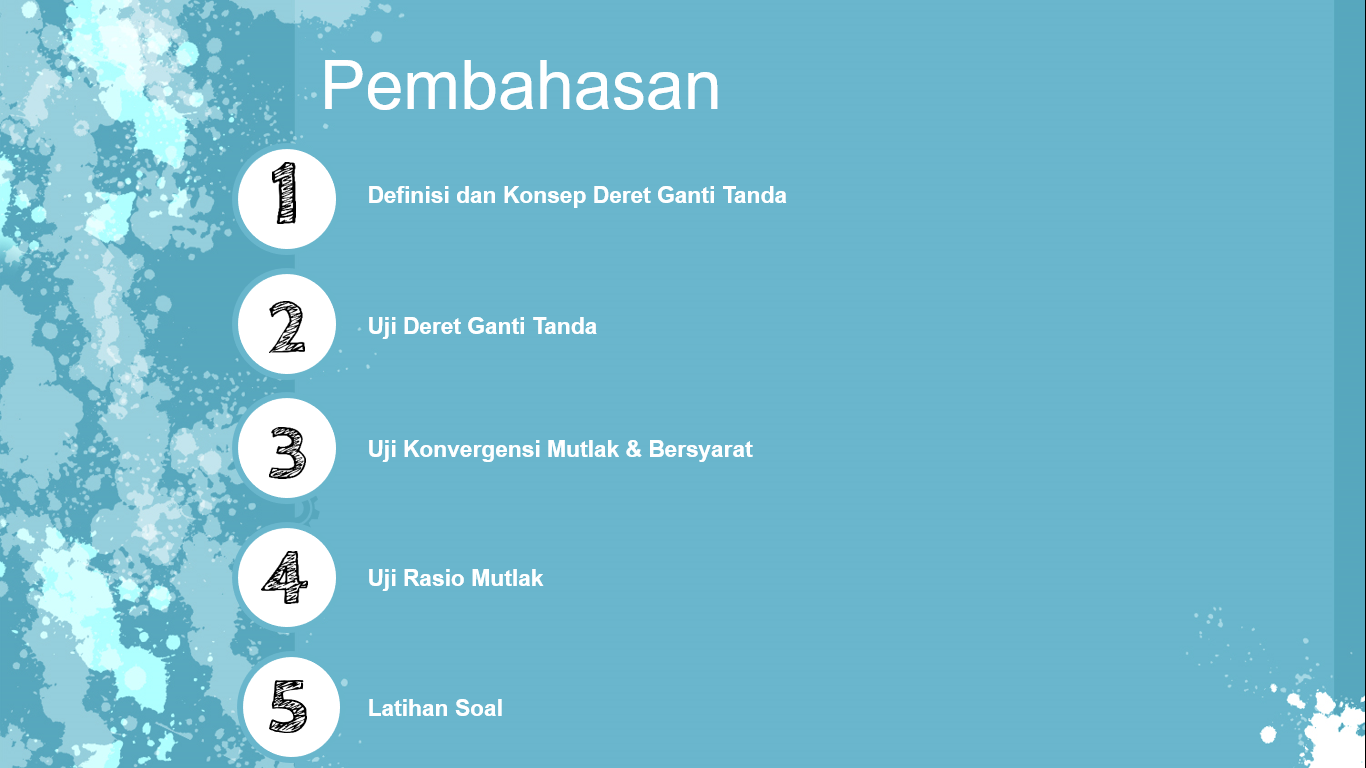 Pembahasan
1
Definisi dan Konsep Deret Ganti Tanda
2
Uji Deret Ganti Tanda
3
Uji Konvergensi Mutlak & Bersyarat
4
Uji Rasio Mutlak
5
Latihan Soal